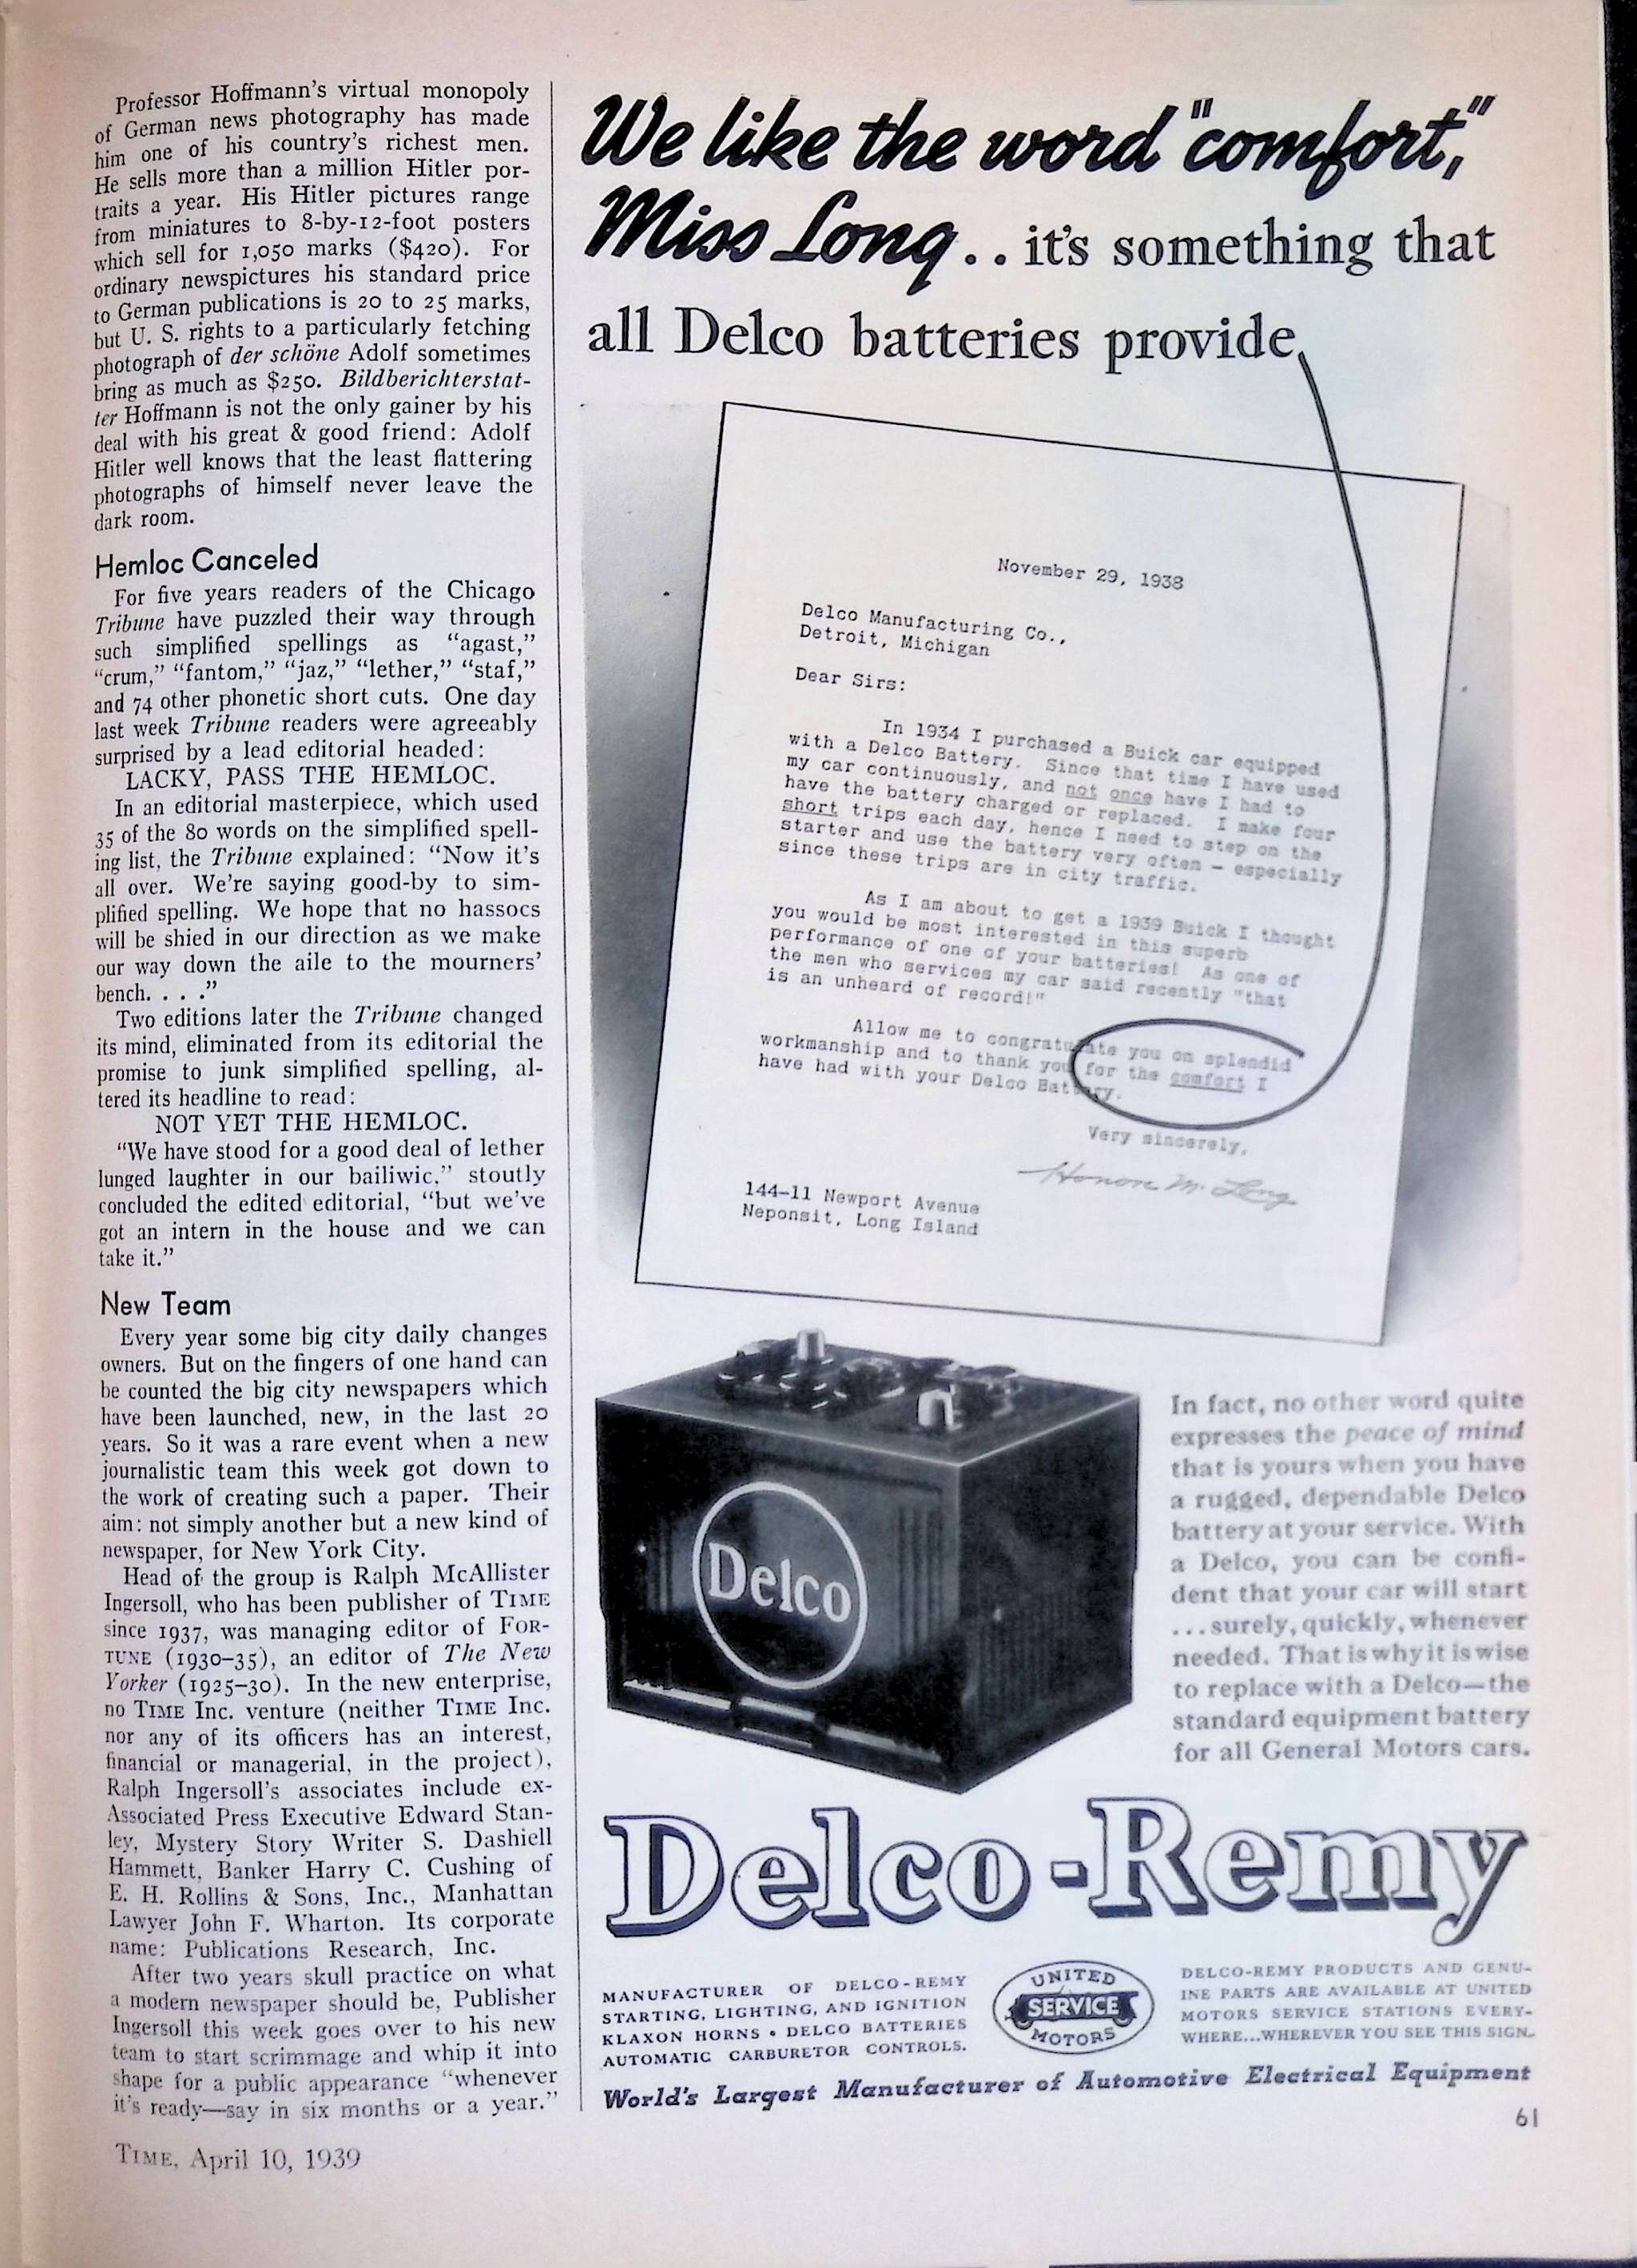 Professor Hoffmann's virtual monopoly
of German news photography has made
him one of his country's richest men.
He sells more than a million Hitler por-
traits a year. His Hitler pictures range
from miniatures to 8-by-12-foot posters
which sell for 1,050 marks ($420). For
ordinary newspictures his standard price
to German publications is 20 to 25 marks,
but U. S. rights to a particularly fetching
photograph of der schöne Adolf sometimes
bring as much as $250. Bildberichterstat-
ter Hoffmann is not the only gainer by his
deal with his great & good friend: Adolf
Hitler well knows that the least flattering
photographs of himself never leave the
dark room.
Hemloc Canceled
For five years readers of the Chicago
Tribune have puzzled their way through
such simplified spellings as "agast,"
"crum," "fantom," "jaz," "lether," "staf,"
and 74 other phonetic short cuts. One day
last week Tribune readers were agreeably
surprised by a lead editorial headed:
LACKY, PASS THE HEMLOC.
In an editorial masterpiece, which used
35 of the 80 words on the simplified spell-
ing list, the Tribune explained: "Now it's
all over. We're saying good-by to sim-
plified spelling. We hope that no hassocs
will be shied in our direction as we make
our way down the aile to the mourners'
bench. . . ."
Two editions later the Tribune changed
its mind, eliminated from its editorial the
promise to junk simplified spelling, al-
tered its headline to read:
NOT YET THE HEMLOC.
"We have stood for a good deal of lether
lunged laughter in our bailiwic," stoutly
concluded the edited editorial, "but we've
got an intern in the house and we can
take it."
New Team
Every year some big city daily changes
owners. But on the fingers of one hand can
be counted the big city newspapers which
have been launched, new, in the last 20
years. So it was a rare event when a new
journalistic team this week got down to
the work of creating such a paper. Their
aim: not simply another but a new kind of
newspaper, for New York City.
Head of the group is Ralph McAllister
Ingersoll, who has been publisher of TIME
since 1937, was managing editor of FOR-
TUNE (1930–35), an editor of The New
Yorker (1925–30). In the new enterprise,
no TIME Inc. venture (neither TIME Inc.
nor any of its officers has an interest,
financial or managerial, in the project),
Ralph Ingersoll's associates include ex-
Associated Press Executive Edward Stan-
ley, Mystery Story Writer S. Dashiell
Hammett, Banker Harry C. Cushing of
E. H. Rollins & Sons, Inc., Manhattan
Lawyer John F. Wharton. Its corporate
name: Publications Research, Inc.
After two years skull practice on what
a modern newspaper should be, Publisher
Ingersoll this week goes over to his new
team to start scrimmage and whip it into
shape for a public appearance "whenever
it's ready—say in six months or a year."
TIME, April 10, 1939
We like the word "comfort,"
Miss Long . . it's something that
all Delco batteries provide
November 29, 1938
Delco Manufacturing Co.,
Detroit, Michigan
Dear Sirs:
In 1934 I purchased a Buick car equipped
with a Delco Battery. Since that time I have used
my car continuously, and not once have I had to
have the battery charged or replaced. I make four
short trips each day, hence I need to step on the
starter and use the battery very often - especially
since these trips are in city traffic.
As I am about to get a 1939 Buick I thought
you would be most interested in this superb
performance of one of your batteries! As one of
the men who services my car said recently "that
is an unheard of record!"
Allow me to congratulate you on splendid
workmanship and to thank you for the comfort I
have had with your Delco Battery.
Very sincerely,
Honore M. Long
144-11 Newport Avenue
Neponsit, Long Island
Delco
In fact, no other word quite
expresses the peace of mind
that is yours when you have
a rugged, dependable Delco
battery at your service. With
a Delco, you can be confi-
dent that your car will start
...surely, quickly, whenever
needed. That is why it is wise
to replace with a Delco—the
standard equipment battery
for all General Motors cars.
Delco-Remy
MANUFACTURER OF DELCO-REMY
STARTING, LIGHTING, AND IGNITION
KLAXON HORNS • DELCO BATTERIES
AUTOMATIC CARBURETOR CONTROLS.
UNITED
SERVICE
MOTORS
DELCO-REMY PRODUCTS AND GENU-
INE PARTS ARE AVAILABLE AT UNITED
MOTORS SERVICE STATIONS EVERY-
WHERE...WHEREVER YOU SEE THIS SIGN.
World's Largest Manufacturer of Automotive Electrical Equipment
61